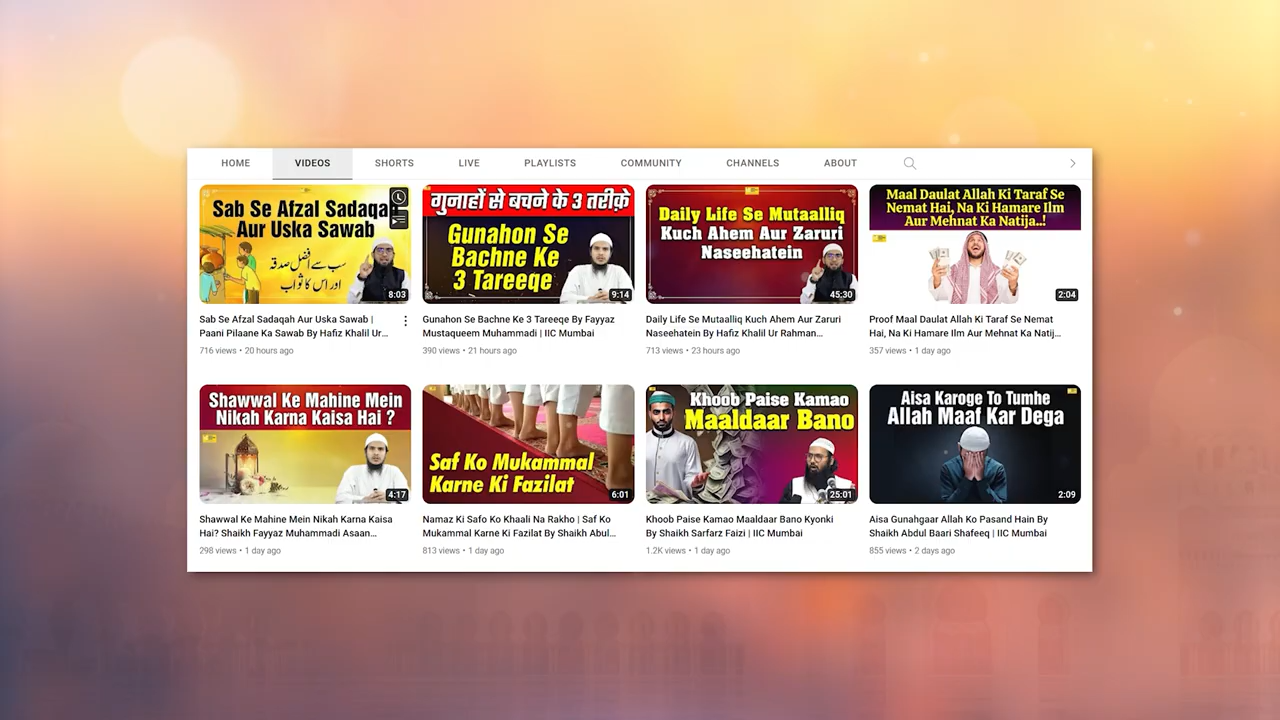 HOME VIDEOS SHORTS LIVE PLAYLISTS COMMUNITY CHANNELS ABOUT
Sab Se Afzal Sadaqa
Aur Uska Sawab
سب سے افضل صدقہ
اور اس کا ثواب
8:03
Sab Se Afzal Sadaqah Aur Uska Sawab |
Paani Pilaane Ka Sawab By Hafiz Khalil Ur...
716 views • 20 hours ago
गुनाहों से बचने के 3 तरीक़े
Gunahon Se
Bachne Ke
3 Tareeqe
9:14
Gunahon Se Bachne Ke 3 Tareeqe By Fayyaz
Mustaqueem Muhammadi | IIC Mumbai
390 views • 21 hours ago
Daily Life Se Mutaalliq
Kuch Ahem Aur Zaruri
Naseehatein
45:30
Daily Life Se Mutaalliq Kuch Ahem Aur Zaruri
Naseehatein By Hafiz Khalil Ur Rahman...
713 views • 23 hours ago
Maal Daulat Allah Ki Taraf Se
Nemat Hai, Na Ki Hamare Ilm
Aur Mehnat Ka Natija..!
2:04
Proof Maal Daulat Allah Ki Taraf Se Nemat
Hai, Na Ki Hamare Ilm Aur Mehnat Ka Natij...
357 views • 1 day ago
Shawwal Ke Mahine Mein
Nikah Karna Kaisa Hai ?
4:17
Shawwal Ke Mahine Mein Nikah Karna Kaisa
Hai? Shaikh Fayyaz Muhammadi Asaan...
298 views • 1 day ago
Saf Ko Mukammal
Karne Ki Fazilat
6:01
Namaz Ki Safo Ko Khaali Na Rakho | Saf Ko
Mukammal Karne Ki Fazilat By Shaikh Abul...
813 views • 1 day ago
Khoob Paise Kamao
Maaldaar Bano
25:01
Khoob Paise Kamao Maaldaar Bano Kyonki
By Shaikh Sarfarz Faizi | IIC Mumbai
1.2K views • 1 day ago
Aisa Karoge To Tumhe
Allah Maaf Kar Dega
2:09
Aisa Gunahgaar Allah Ko Pasand Hain By
Shaikh Abdul Baari Shafeeq | IIC Mumbai
855 views • 2 days ago